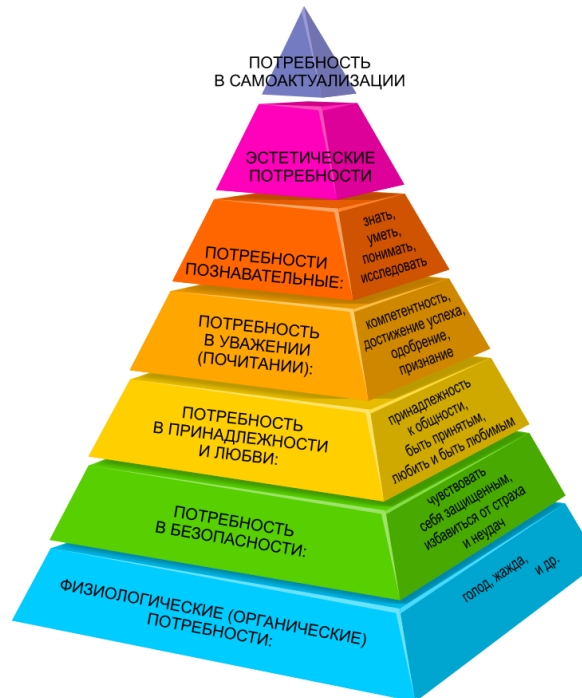 ПОТРЕБНОСТЬ
В САМОАКТУАЛИЗАЦИИ
ЭСТЕТИЧЕСКИЕ
ПОТРЕБНОСТИ
ПОТРЕБНОСТИ
ПОЗНАВАТЕЛЬНЫЕ:
знать,
уметь,
понимать,
исследовать
ПОТРЕБНОСТЬ
В УВАЖЕНИИ
(ПОЧИТАНИИ):
компетентность,
достижение успеха,
одобрение,
признание
ПОТРЕБНОСТЬ
В ПРИНАДЛЕЖНОСТИ
И ЛЮБВИ:
принадлежность
к общности,
быть принятым,
любить и быть любимым
ПОТРЕБНОСТЬ
В БЕЗОПАСНОСТИ:
чувствовать
себя защищенным,
избавиться от страха
и неудач
ФИЗИОЛОГИЧЕСКИЕ (ОРГАНИЧЕСКИЕ)
ПОТРЕБНОСТИ:
голод, жажда,
и др.